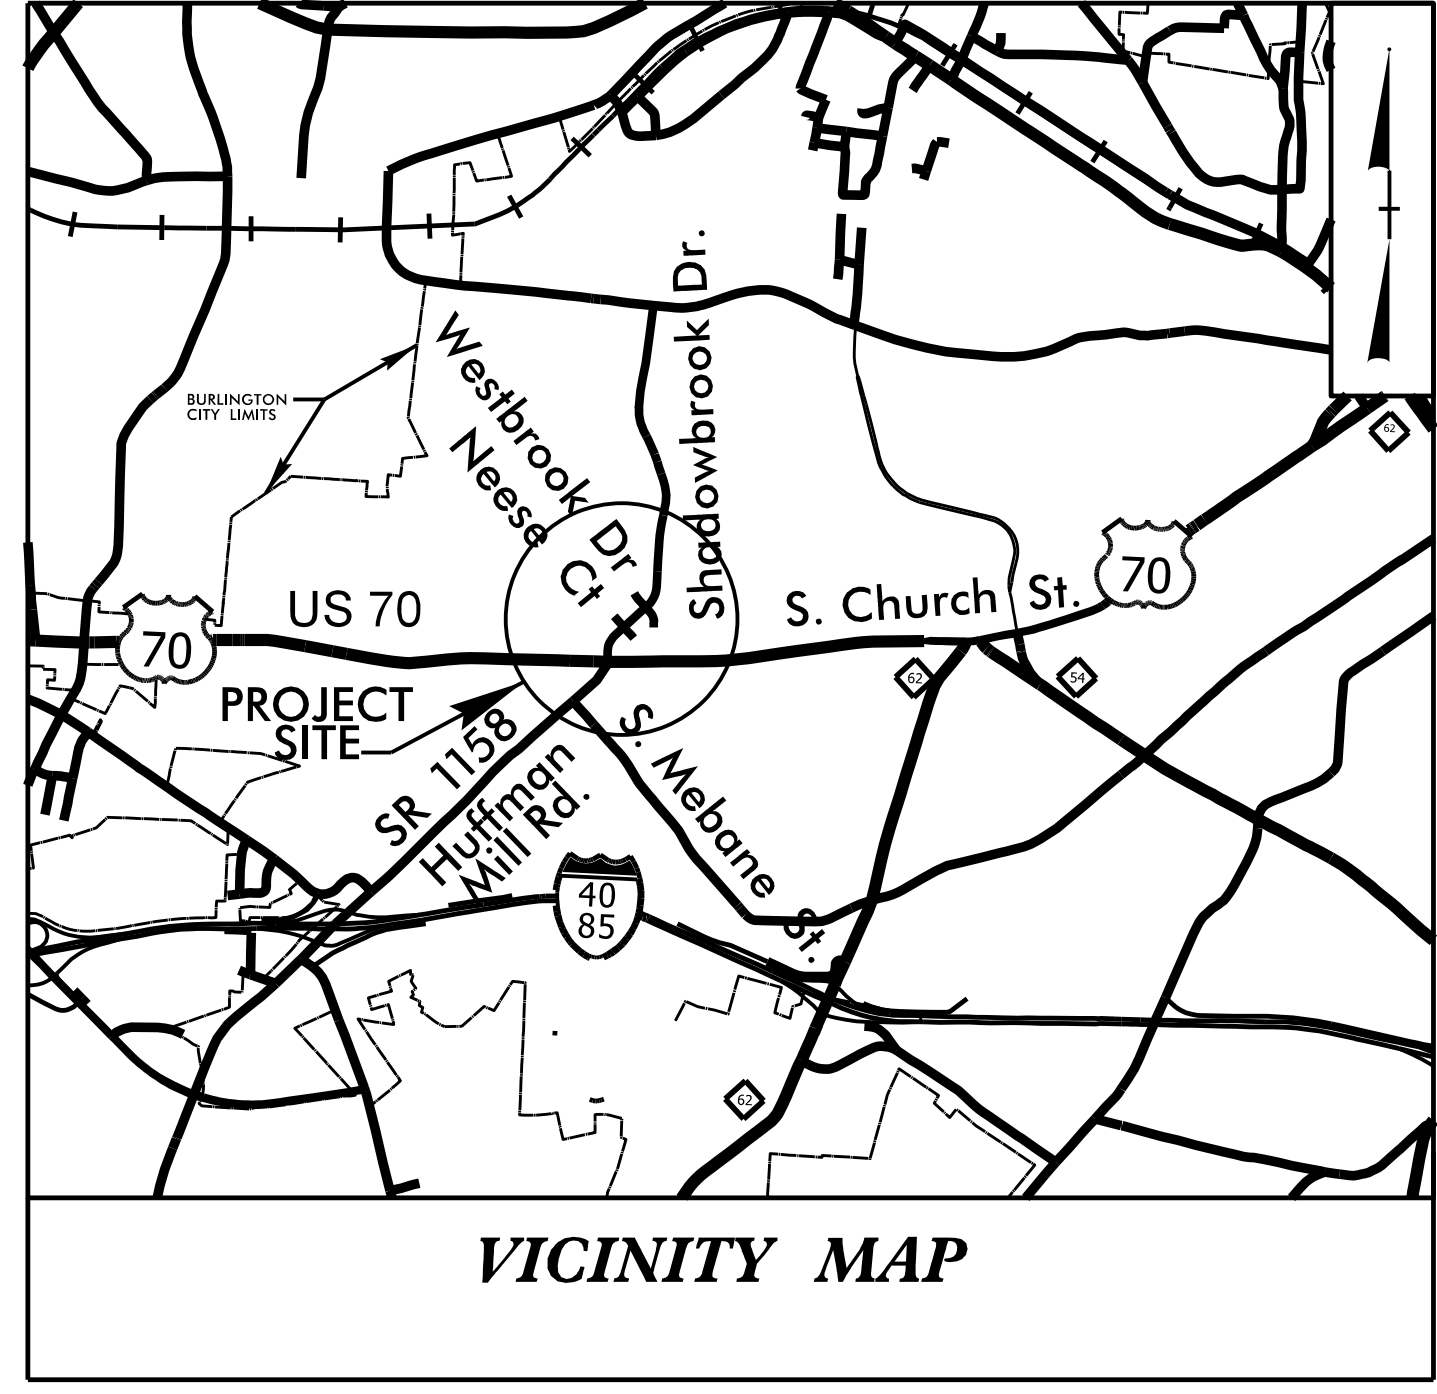 Shadowbrook Dr.
Westbrook Dr
Neese Ct
BURLINGTON
CITY LIMITS
62
70
US 70
S. Church St.
70
62
54
PROJECT
SITE
SR 1158
Huffman
Mill Rd.
S. Mebane St.
40
85
62
VICINITY MAP